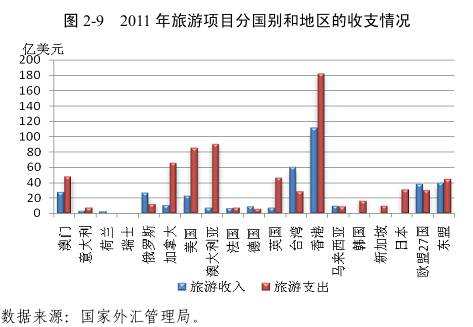 图 2-9 2011 年旅游项目分国别和地区的收支情况
亿美元
200
180
160
140
120
100
80
60
40
20
0
澳门
意大利
荷兰
瑞士
俄罗斯
加拿大
美国
澳大利亚
法国
德国
英国
台湾
香港
马来西亚
韩国
新加坡
日本
欧盟27国
东盟
旅游收入 旅游支出
数据来源：国家外汇管理局。